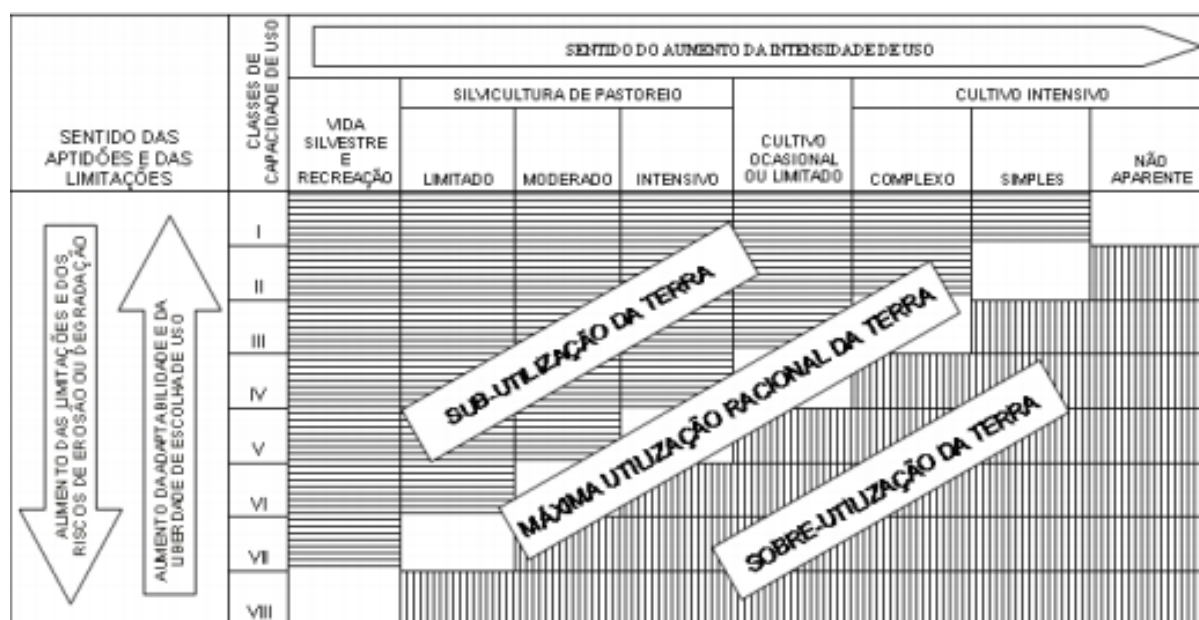 SENTIDO DO AUMENTO DA INTENSIDADE DE USO
SENTIDO DAS
APTIDÕES E DAS
LIMITAÇÕES
CLASSES DE
CAPACIDADE DE USO
VIDA
SILVESTRE
E
RECREAÇÃO
SILVICULTURA DE PASTOREIO
LIMITADO
MODERADO
INTENSIVO
CULTIVO
OCASIONAL
OU LIMITADO
CULTIVO INTENSIVO
COMPLEXO
SIMPLES
NÃO
APARENTE
AUMENTO DAS LIMITAÇÕES E DOS
RISCOS DE EROSÃO OU DEGRADAÇÃO
AUMENTO DA ADAPTABILIDADE E DA
LIBERDADE DE ESCOLHA DE USO
I
II
III
IV
V
VI
VII
VIII
SUB-UTILIZAÇÃO DA TERRA
MÁXIMA UTILIZAÇÃO RACIONAL DA TERRA
SOBRE-UTILIZAÇÃO DA TERRA